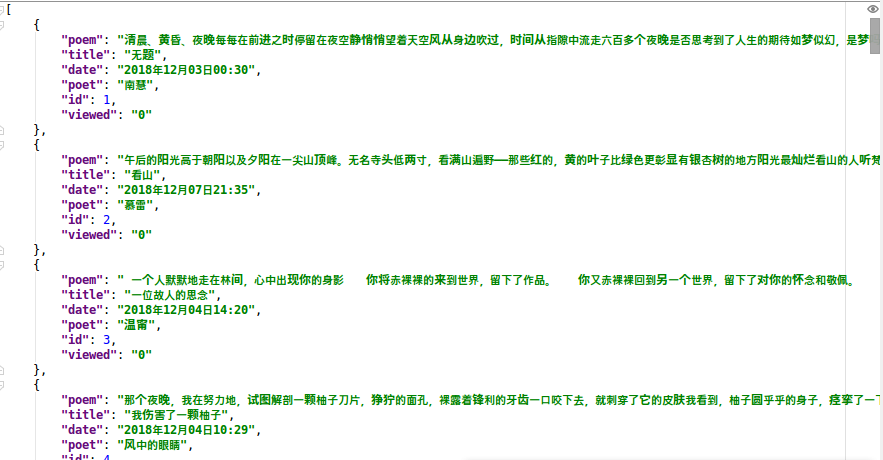 [
{
"poem": "清晨、黄昏、夜晚每每在前进之时停留在夜空静悄悄望着天空风从身边吹过，时间从指隙中流走六百多个夜晚是否思考到了人生的期待如梦似幻，是梦
"title": "无题",
"date": "2018年12月03日00:30",
"poet": "南慧",
"id": 1,
"viewed": "0"
},
{
"poem": "午后的阳光高于朝阳以及夕阳在一尖山顶峰。无名寺头低两寸，看满山遍野——那些红的，黄的叶子比绿色更彰显有银杏树的地方阳光最灿烂看山的人听梵
"title": "看山",
"date": "2018年12月07日21:35",
"poet": "慕雷",
"id": 2,
"viewed": "0"
},
{
"poem": " 一个人默默地走在林间，心中出现你的身影   你将赤裸裸的来到世界，留下了作品。   你又赤裸裸回到另一个世界，留下了对你的怀念和敬佩。
"title": "一位故人的思念",
"date": "2018年12月04日14:20",
"poet": "温甯",
"id": 3,
"viewed": "0"
},
{
"poem": "那个夜晚，我在努力地，试图解剖一颗柚子刀片，狰狞的面孔，裸露着锋利的牙齿一口咬下去，就刺穿了它的皮肤我看到，柚子圆乎乎的身子，痉挛了一下
"title": "我伤害了一颗柚子",
"date": "2018年12月04日10:29",
"poet": "风中的眼睛",
"id": 4,